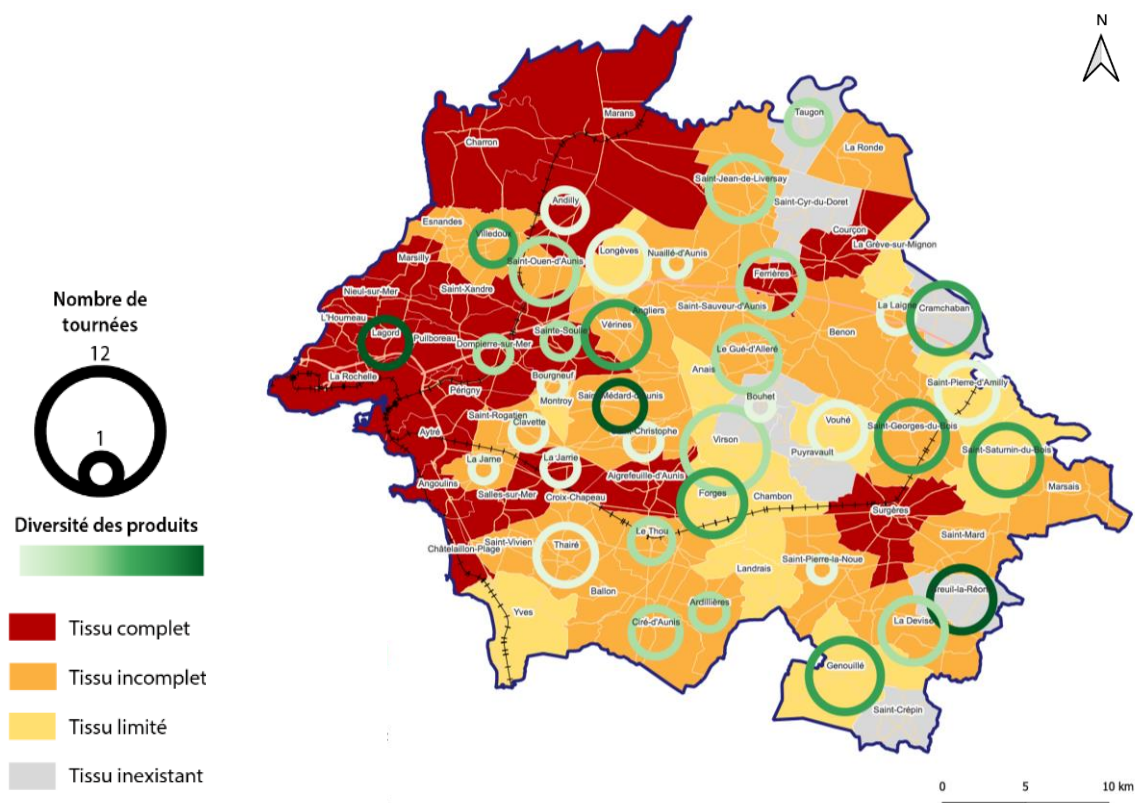 N
Taugon
Marans
La Ronde
Charron
Saint-Jean-de-Liversay
Saint-Cyr-du-Doret
Andilly
Esnandes
Courçon
Villedoux
La Grève-sur-Mignon
Longèves
Nuaillé-d'Aunis
Marsilly
Saint-Ouen-d'Aunis
Ferrières
Nieul-sur-Mer
Saint-Xandre
Saint-Sauveur-d'Aunis
La Laigne
Cramchaban
L'Houmeau
Angliers
Vérines
Lagord
Puilboreau
Sainte-Soulle
Benon
Dompierre-sur-Mer
Le Gué-d'Alleré
La Rochelle
Bourgneuf
Anais
Périgny
Montroy
Saint-Médard-d'Aunis
Bouhet
Saint-Pierre-d'Amilly
Saint-Rogatien
Clavette
Vouhé
Saint-Georges-du-Bois
Aytré
Saint-Christophe
Virson
Puyravault
Saint-Saturnin-du-Bois
La Jarne
La Jarrie
Aigrefeuille-d'Aunis
Angoulins
Salles-sur-Mer
Croix-Chapeau
Forges
Chambon
Marsais
Surgères
Le Thou
Saint-Mard
Châtelaillon-Plage
Saint-Vivien
Thairé
Landrais
Saint-Pierre-la-Noue
Ballon
Ardillières
Yves
Ciré-d'Aunis
La Devise
Genouillé
Saint-Crépin
Nombre de
tournées
12
1
Diversité des produits
Tissu complet
Tissu incomplet
Tissu limité
Tissu inexistant
0 5 10 km